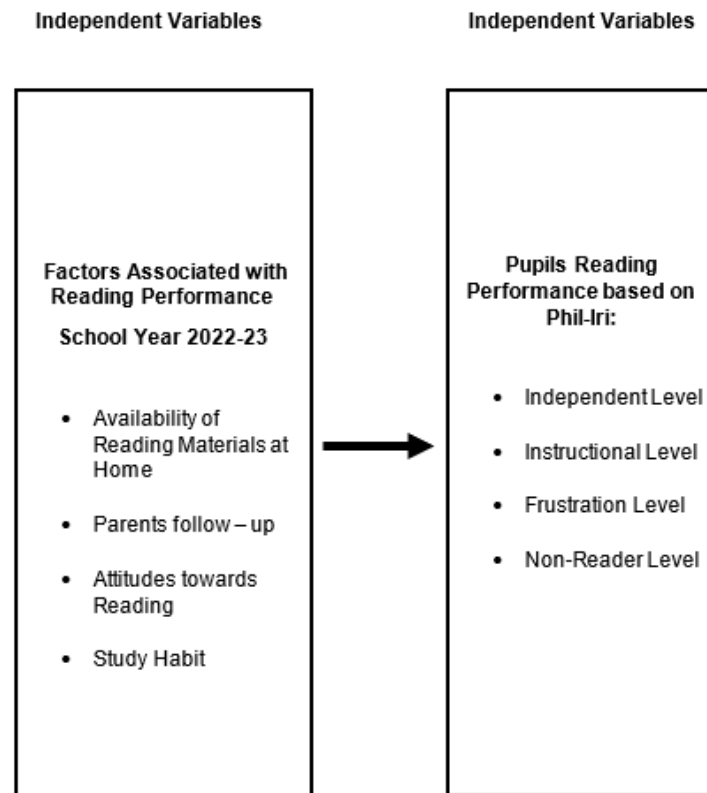 Independent Variables
Independent Variables
Factors Associated with
Reading Performance
School Year 2022-23
• Availability of
Reading Materials at
Home
• Parents follow – up
• Attitudes towards
Reading
• Study Habit
Pupils Reading
Performance based on
Phil-Iri:
• Independent Level
• Instructional Level
• Frustration Level
• Non-Reader Level